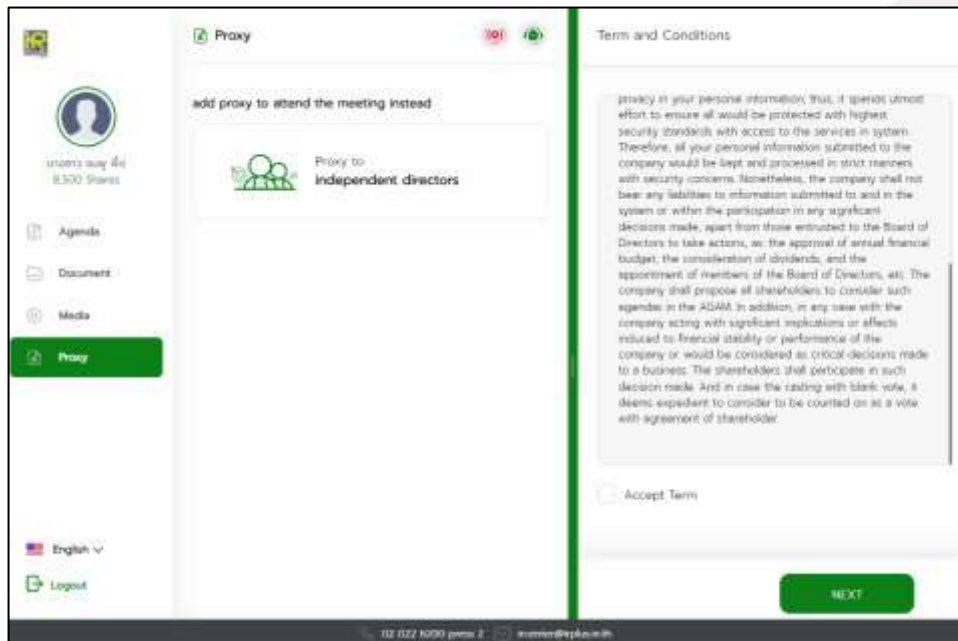 Proxy
Term and Conditions
8,500 Shares
Agenda
Document
Media
Proxy
English
Logout
add proxy to attend the meeting instead
Proxy to
independent directors
privacy in your personal information; thus, it spends utmost
effort to ensure all would be protected with highest
security standards with access to the services in system.
Therefore, all your personal information submitted to the
company would be kept and processed in strict manners
with security concerns. Nonetheless, the company shall not
bear any liabilities to information submitted to and in the
system or within the participation in any significant
decisions made, apart from those entrusted to the Board of
Directors to take actions, as: the approval of annual financial
budget, the consideration of dividends, and the
appointment of members of the Board of Directors, etc. The
company shall propose all shareholders to consider such
agendas in the AGAM. In addition, in any case with the
company acting with significant implications or affects
induced to financial stability or performance of the
company or would be considered as critical decisions made
to a business. The shareholders shall participate in such
decision made. And in case the casting with blank vote, it
deems expedient to consider to be counted on as a vote
with agreement of shareholder.
Accept Term
NEXT
02 022 6200 press 2